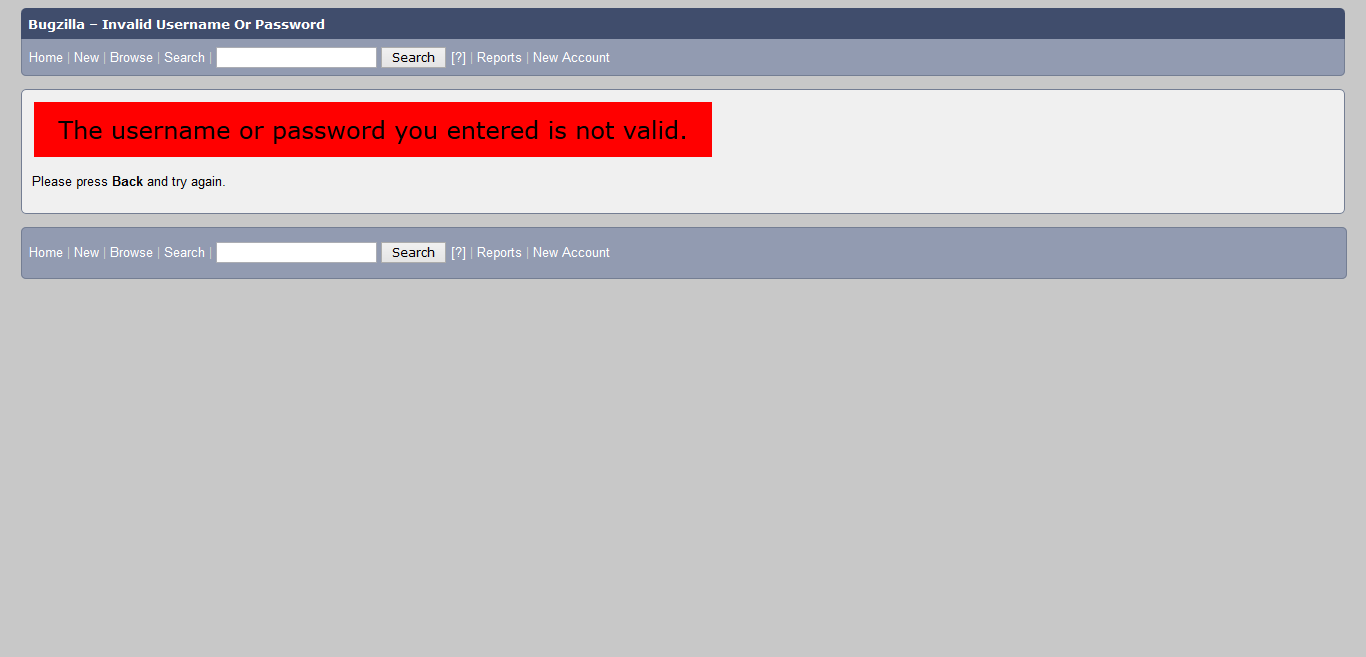 Bugzilla – Invalid Username Or Password
Home | New | Browse | Search | Search [?] | Reports | New Account
The username or password you entered is not valid.
Please press Back and try again.
Home | New | Browse | Search | Search [?] | Reports | New Account